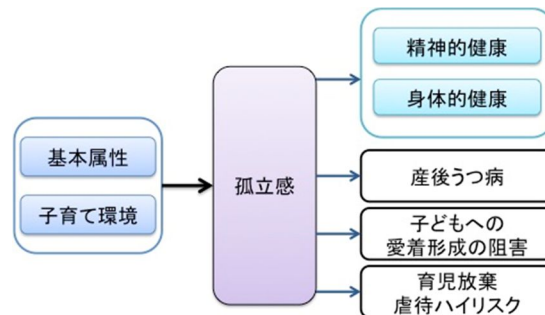 基本属性
子育て環境
孤立感
精神的健康
身体的健康
産後うつ病
子どもへの
愛着形成の阻害
育児放棄
虐待ハイリスク